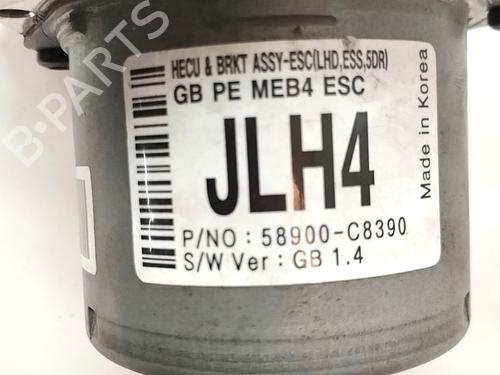 HECU & BRKT ASSY-ESC(LHD,ESS,5DR)
GB PE MEB4 ESC
JLH4
Made in Korea
P/NO : 58900-C8390
S/W Ver : GB 1.4
B-PARTS